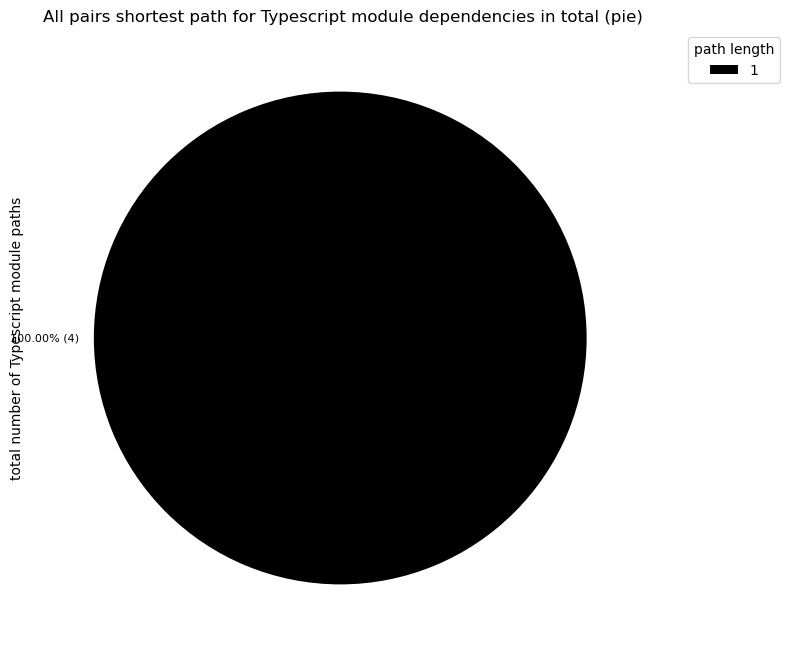 All pairs shortest path for Typescript module dependencies in total (pie)
path length
1
total number of Typescript module paths
100.00% (4)